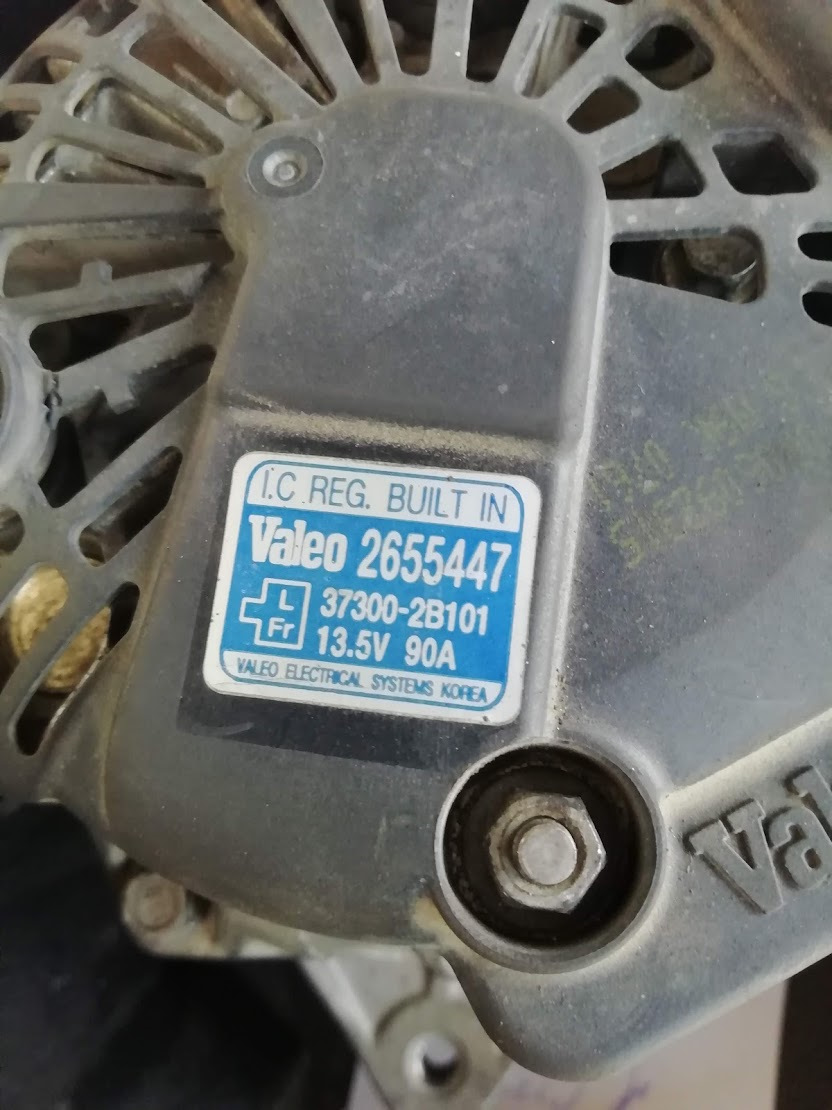 I.C REG. BUILT IN
Valeo 2655447
L
Fr
37300-2B101
13.5V 90A
VALEO ELECTRICAL SYSTEMS KOREA
Val